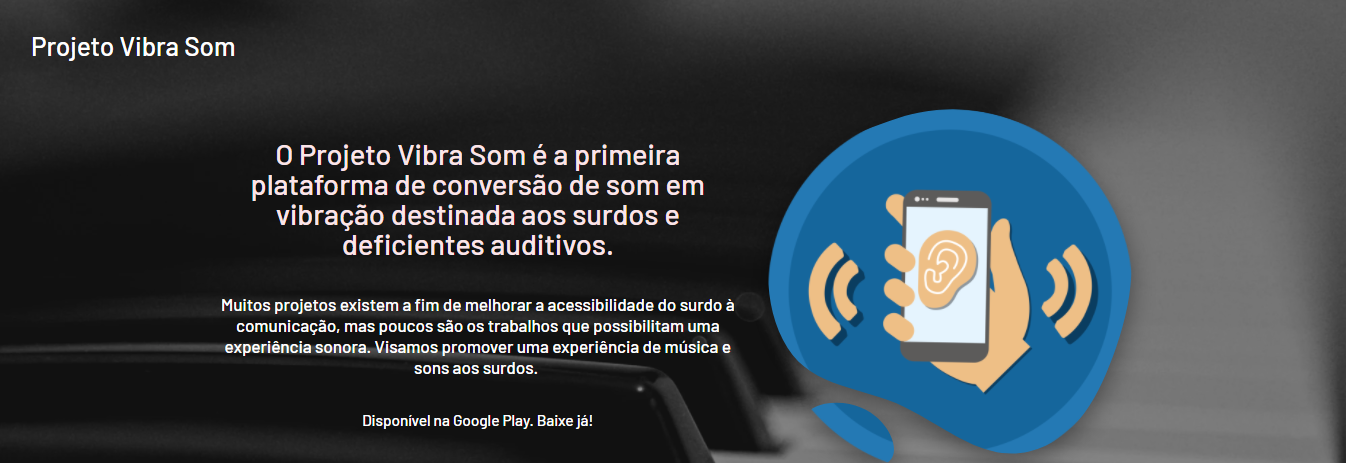 Projeto Vibra Som
O Projeto Vibra Som é a primeira
plataforma de conversão de som em
vibração destinada aos surdos e
deficientes auditivos.
Muitos projetos existem a fim de melhorar a acessibilidade do surdo à
comunicação, mas poucos são os trabalhos que possibilitam uma
experiência sonora. Visamos promover uma experiência de música e
sons aos surdos.
Disponível na Google Play. Baixe já!